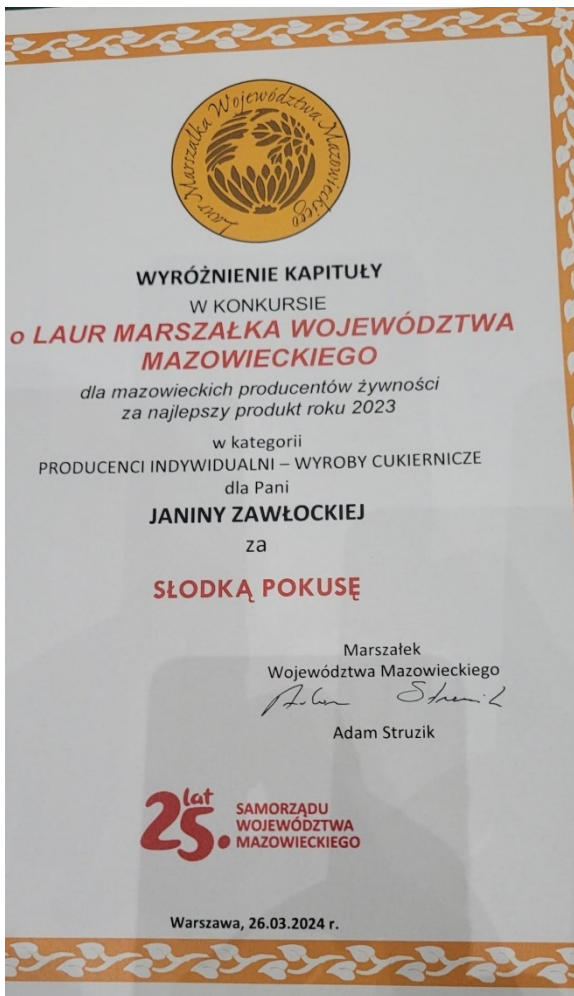 Laur Marszałka Województwa Mazowieckiego
WYRÓŻNIENIE KAPITUŁY
W KONKURSIE
o LAUR MARSZAŁKA WOJEWÓDZTWA
MAZOWIECKIEGO
dla mazowieckich producentów żywności
za najlepszy produkt roku 2023
w kategorii
PRODUCENCI INDYWIDUALNI – WYROBY CUKIERNICZE
dla Pani
JANINY ZAWŁOCKIEJ
za
SŁODKĄ POKUSĘ
Marszałek
Województwa Mazowieckiego
Adam Struzik
Adam Struzik
25. lat
SAMORZĄDU
WOJEWÓDZTWA
MAZOWIECKIEGO
Warszawa, 26.03.2024 r.